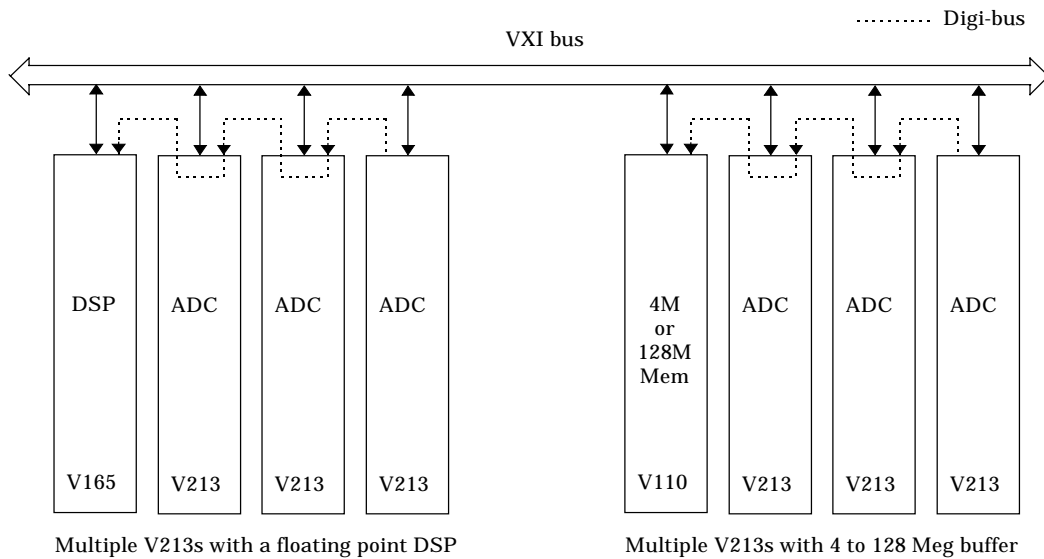 Digi-bus
VXI bus
DSP
ADC
ADC
ADC
4M
or
128M
Mem
ADC
ADC
ADC
V165
V213
V213
V213
V110
V213
V213
V213
Multiple V213s with a floating point DSP
Multiple V213s with 4 to 128 Meg buffer